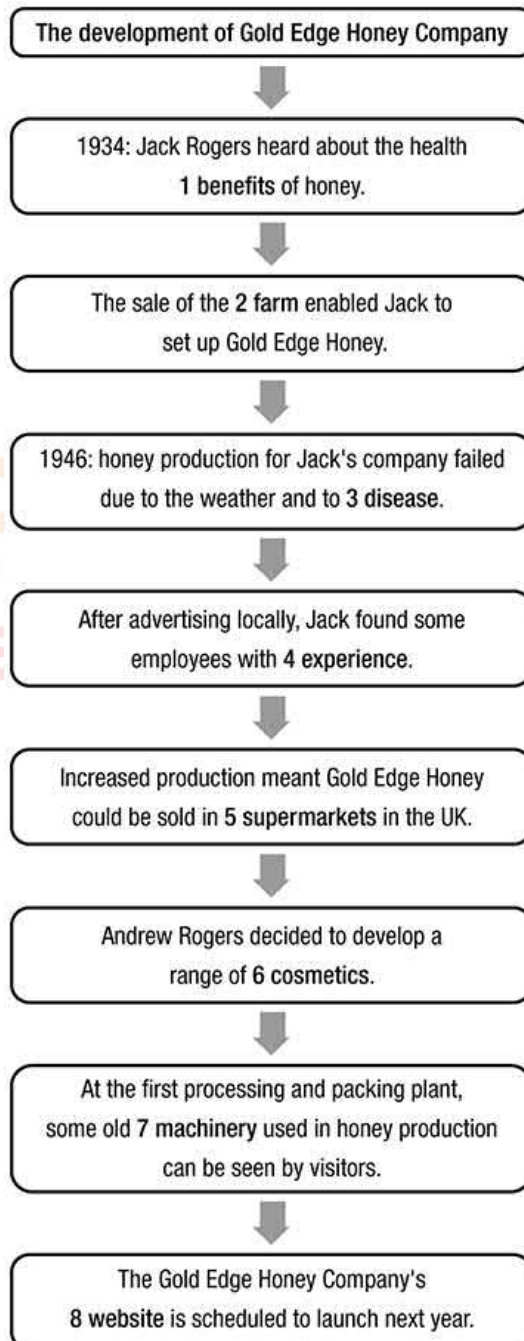 The development of Gold Edge Honey Company
1934: Jack Rogers heard about the health
1 benefits of honey.
The sale of the 2 farm enabled Jack to
set up Gold Edge Honey.
1946: honey production for Jack's company failed
due to the weather and to 3 disease.
After advertising locally, Jack found some
employees with 4 experience.
Increased production meant Gold Edge Honey
could be sold in 5 supermarkets in the UK.
Andrew Rogers decided to develop a
range of 6 cosmetics.
At the first processing and packing plant,
some old 7 machinery used in honey production
can be seen by visitors.
The Gold Edge Honey Company's
8 website is scheduled to launch next year.